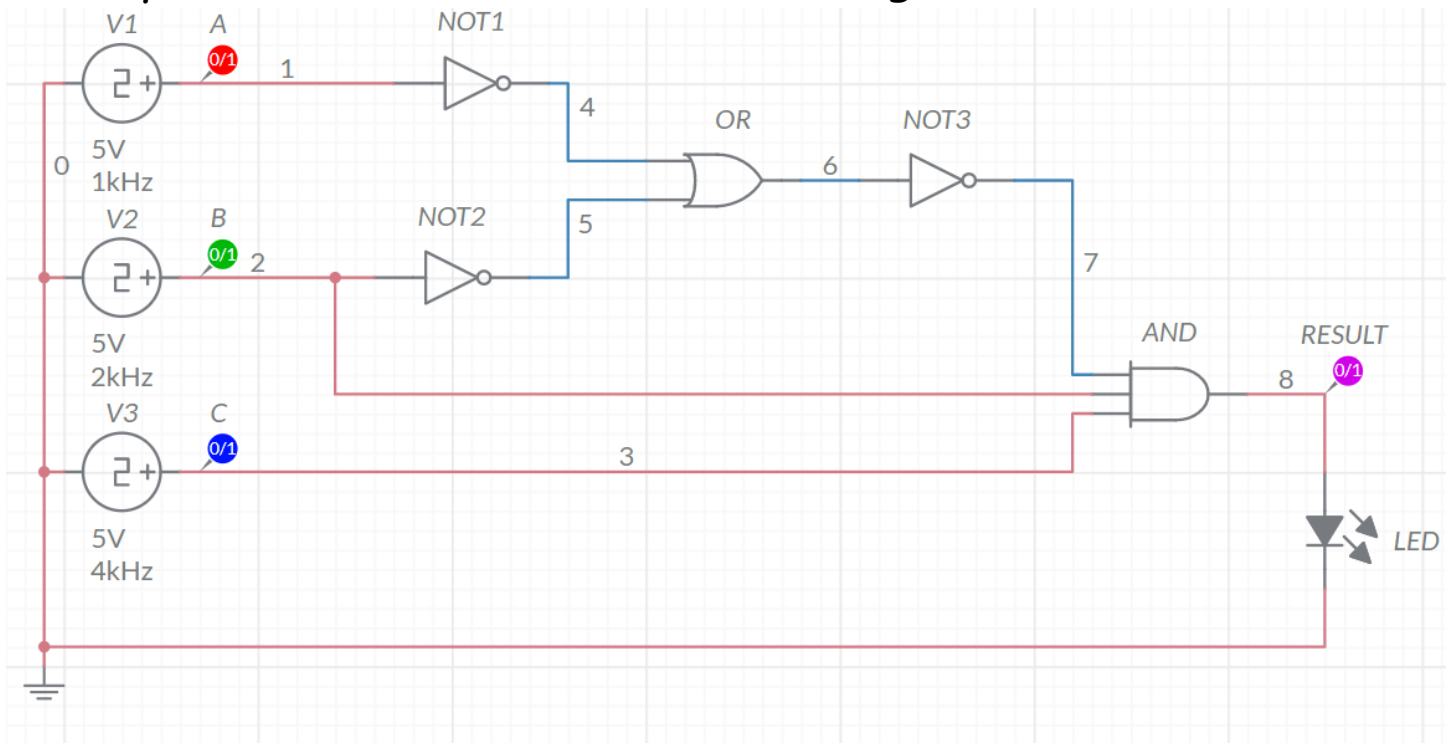 V1
A
NOT1
0/1
1
4
5V
1kHz
0
OR
NOT3
6
V2
B
NOT2
5
0/1
2
7
5V
2kHz
AND
RESULT
0/1
8
V3
C
0/1
3
5V
4kHz
LED